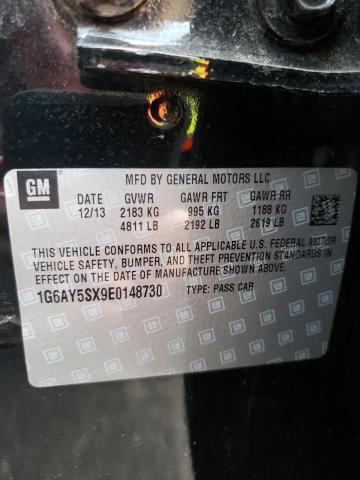 GM
MFD BY GENERAL MOTORS LLC
DATE GVWR GAWR FRT GAWR RR
12/13 2183 KG 995 KG 1188 KG
4811 LB 2192 LB 2619 LB
THIS VEHICLE CONFORMS TO ALL APPLICABLE U.S. FEDERAL MOTOR
VEHICLE SAFETY, BUMPER, AND THEFT PREVENTION STANDARDS IN
EFFECT ON THE DATE OF MANUFACTURE SHOWN ABOVE.
1G6AY5SX9E0148730 TYPE: PASS CAR